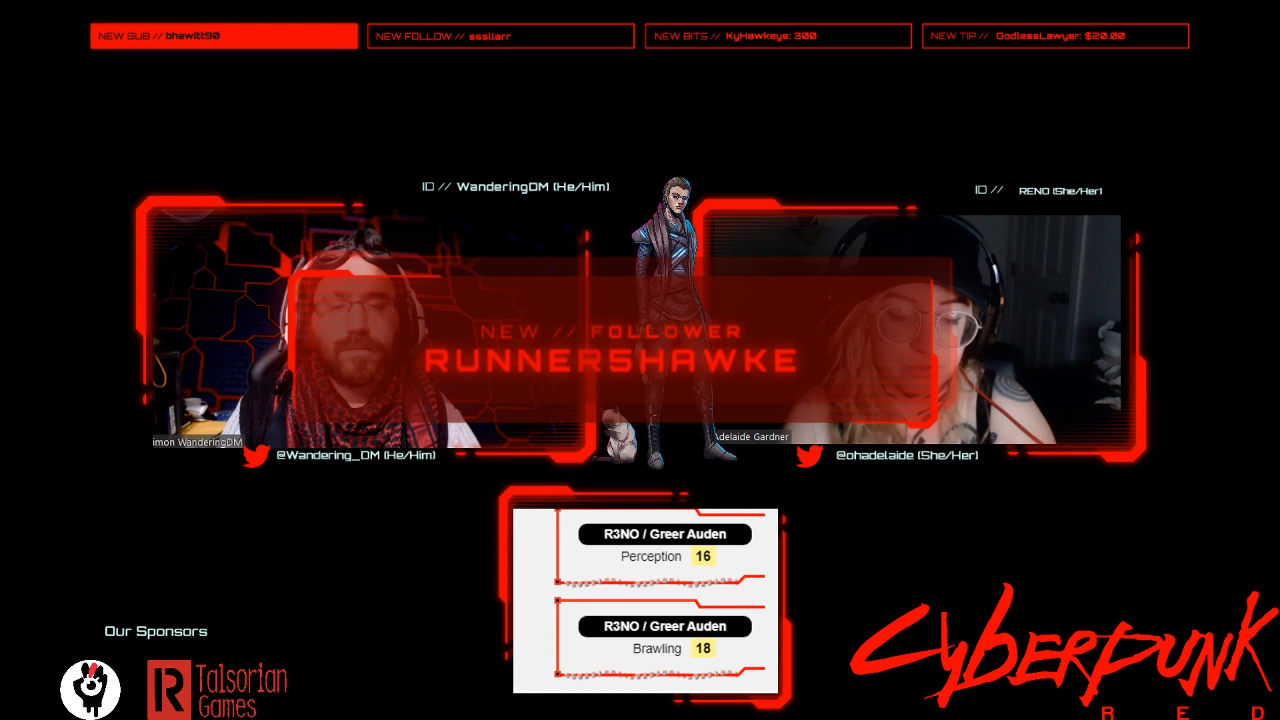 NEW SUB // bhewitt90
NEW FOLLOW // sssllarr
NEW BITS // KyHawkeye: 300
NEW TIP // GodlessLawyer: $20.00
ID // WanderingDM (He/Him)
ID // RENO (She/Her)
NEW // FOLLOWER
RUNNERSHAWKE
imon WanderingDM
Adelaide Gardner
@Wandering_DM (He/Him)
@ohadelaide (She/Her)
R3NO / Greer Auden
Perception 16
R3NO / Greer Auden
Brawling 18
Our Sponsors
R Talsorian
Games
Cyberpunk
RED